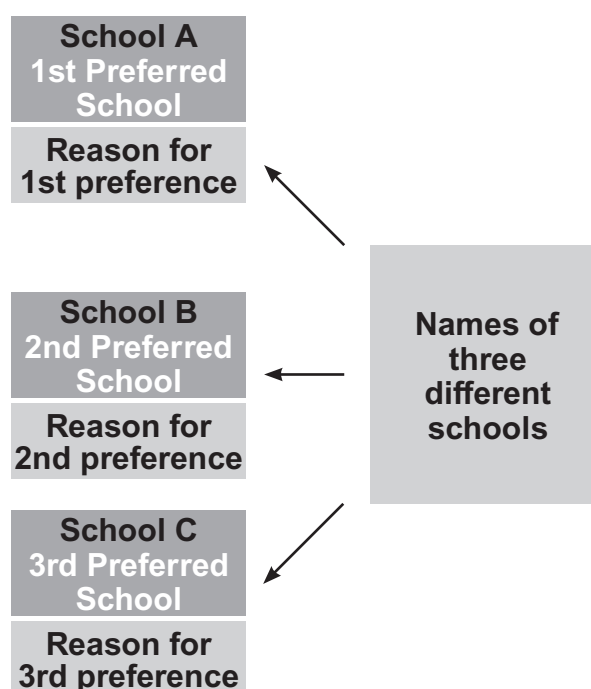 School A
1st Preferred
School
Reason for
1st preference
School B
2nd Preferred
School
Reason for
2nd preference
School C
3rd Preferred
School
Reason for
3rd preference
Names of
three
different
schools